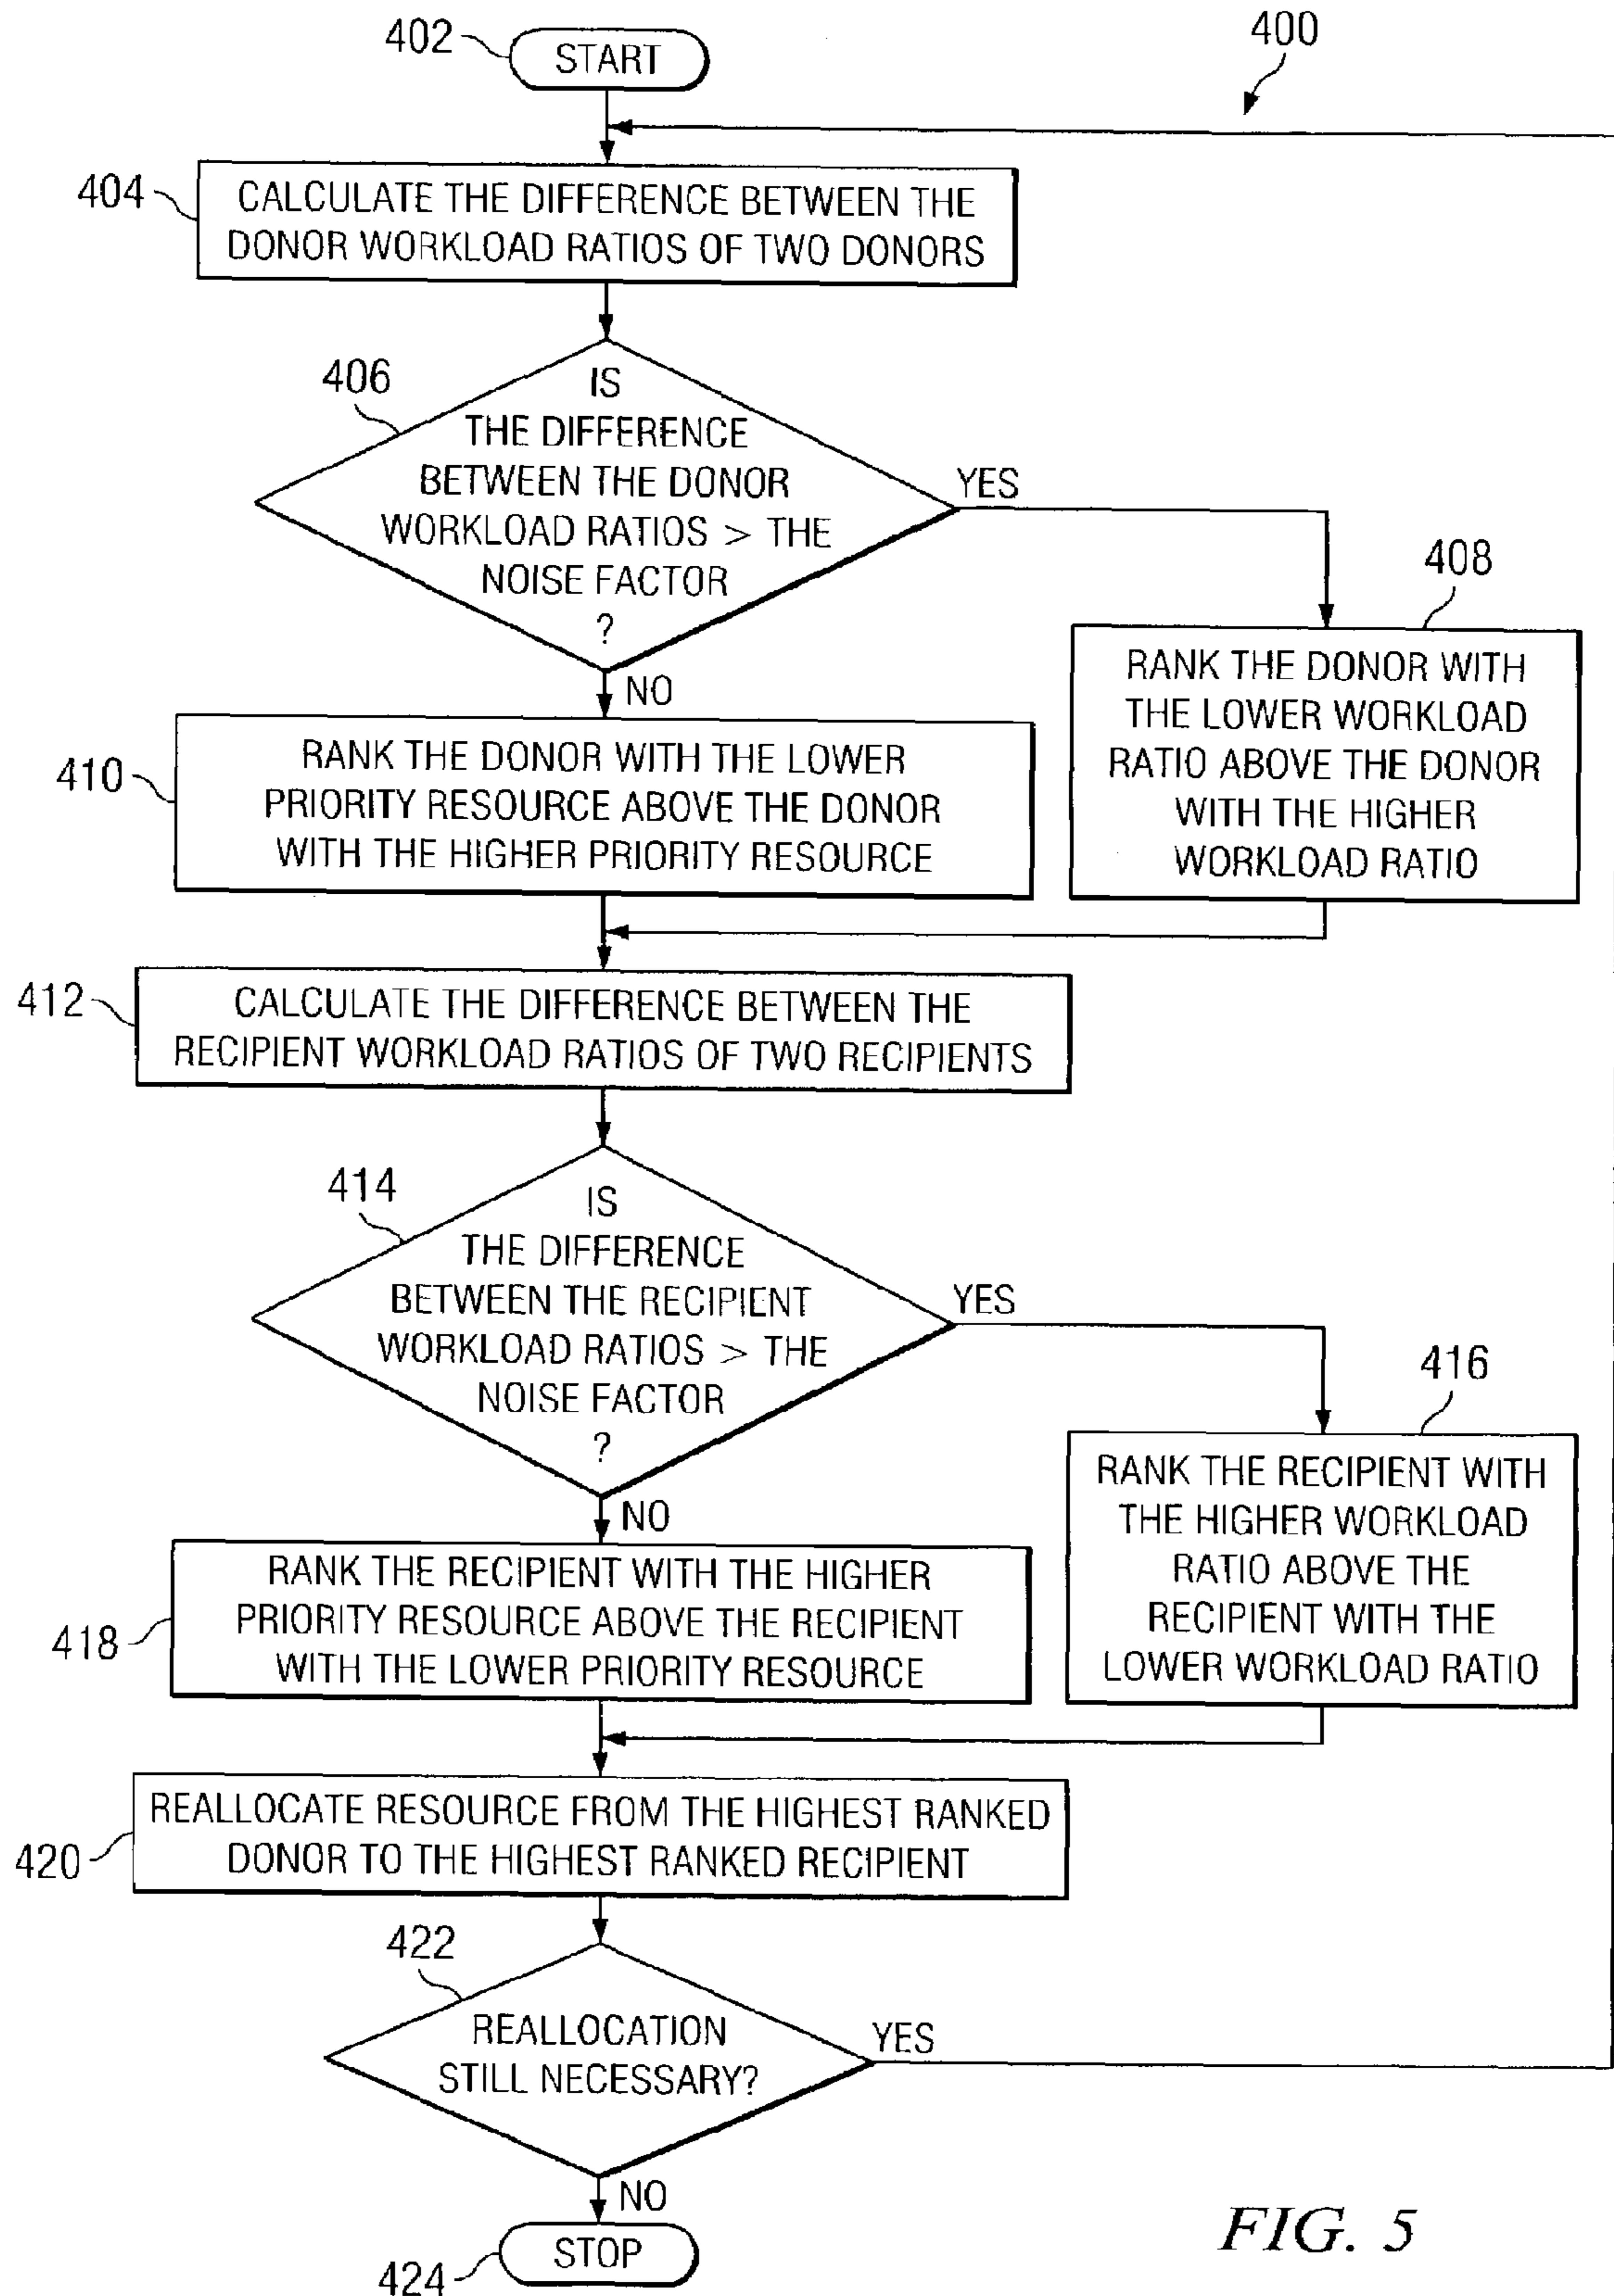 402
START
400
404
CALCULATE THE DIFFERENCE BETWEEN THE
DONOR WORKLOAD RATIOS OF TWO DONORS
406
IS
THE DIFFERENCE
BETWEEN THE DONOR
WORKLOAD RATIOS > THE
NOISE FACTOR
?
YES
NO
408
RANK THE DONOR WITH
THE LOWER WORKLOAD
RATIO ABOVE THE DONOR
WITH THE HIGHER
WORKLOAD RATIO
410
RANK THE DONOR WITH THE LOWER
PRIORITY RESOURCE ABOVE THE DONOR
WITH THE HIGHER PRIORITY RESOURCE
412
CALCULATE THE DIFFERENCE BETWEEN THE
RECIPIENT WORKLOAD RATIOS OF TWO RECIPIENTS
414
IS
THE DIFFERENCE
BETWEEN THE RECIPIENT
WORKLOAD RATIOS > THE
NOISE FACTOR
?
YES
NO
416
RANK THE RECIPIENT WITH
THE HIGHER WORKLOAD
RATIO ABOVE THE
RECIPIENT WITH THE
LOWER WORKLOAD RATIO
418
RANK THE RECIPIENT WITH THE HIGHER
PRIORITY RESOURCE ABOVE THE RECIPIENT
WITH THE LOWER PRIORITY RESOURCE
420
REALLOCATE RESOURCE FROM THE HIGHEST RANKED
DONOR TO THE HIGHEST RANKED RECIPIENT
422
REALLOCATION
STILL NECESSARY?
YES
NO
424
STOP
FIG. 5